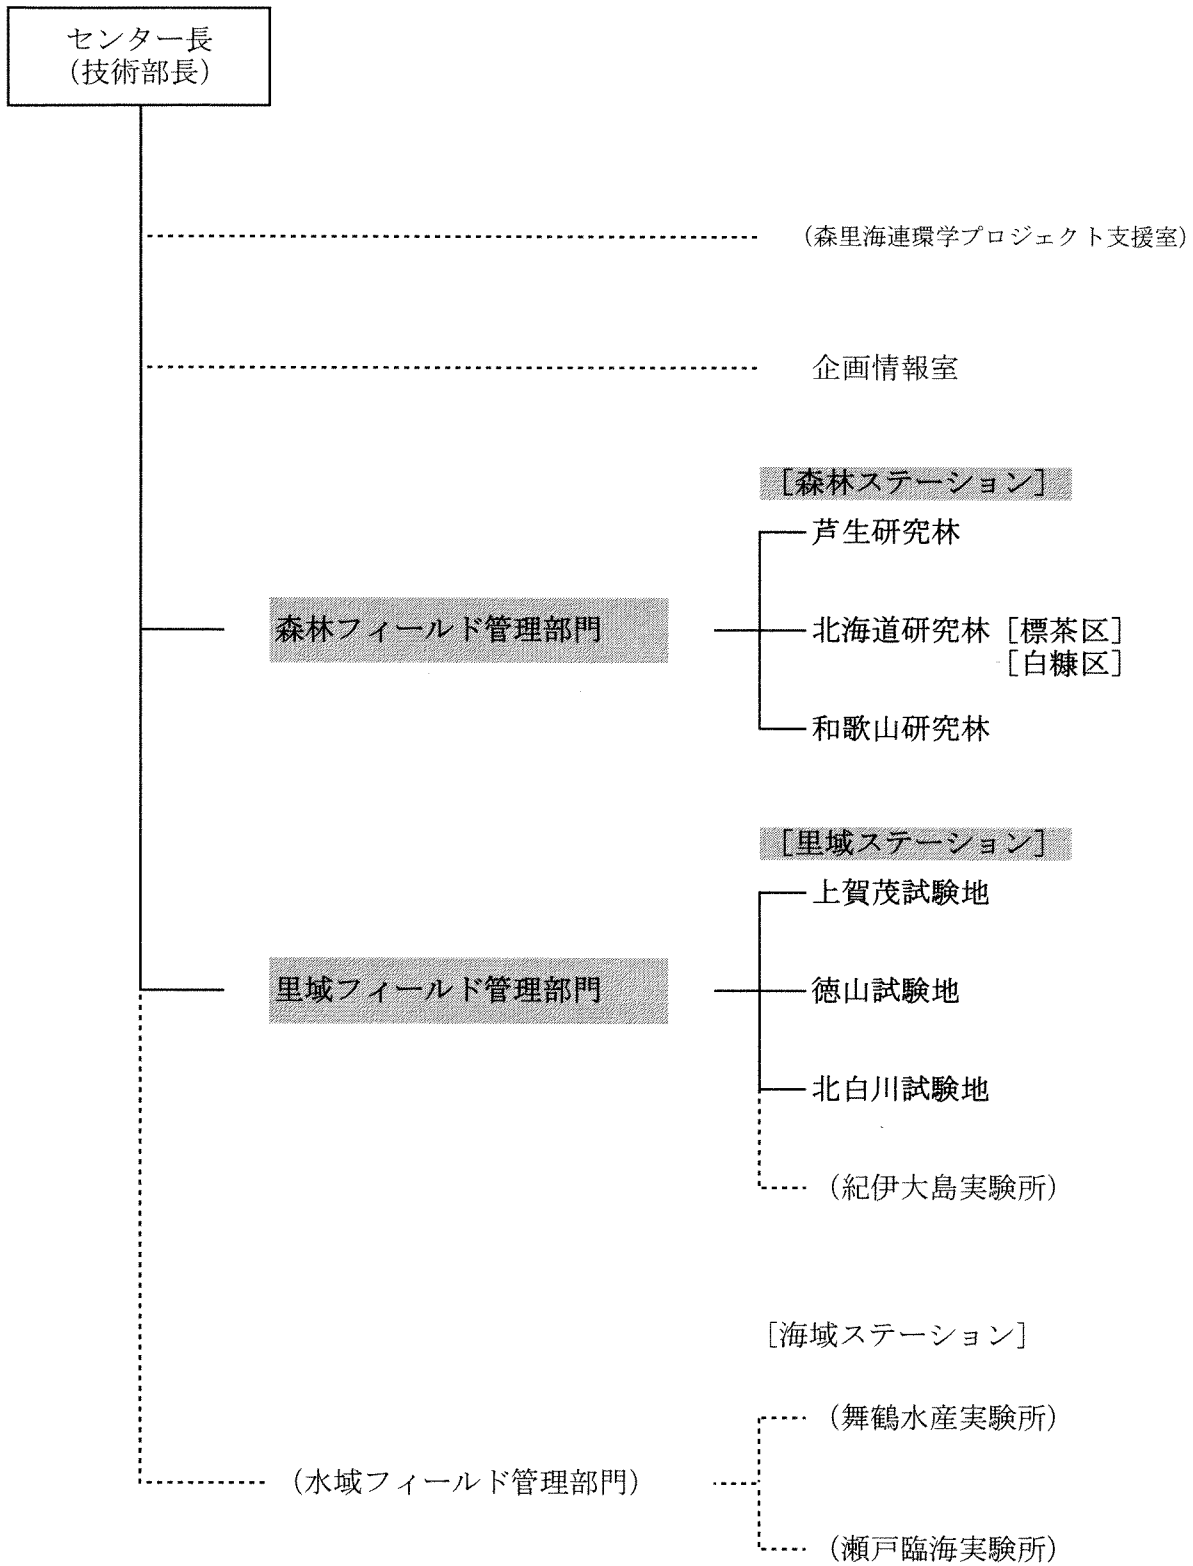 センター長
（技術部長）
（森里海連環学プロジェクト支援室）
企画情報室
［森林ステーション］
芦生研究林
森林フィールド管理部門
北海道研究林［標茶区］
［白糠区］
和歌山研究林
［里域ステーション］
上賀茂試験地
里域フィールド管理部門
徳山試験地
北白川試験地
（紀伊大島実験所）
［海域ステーション］
（舞鶴水産実験所）
（水域フィールド管理部門）
（瀬戸臨海実験所）